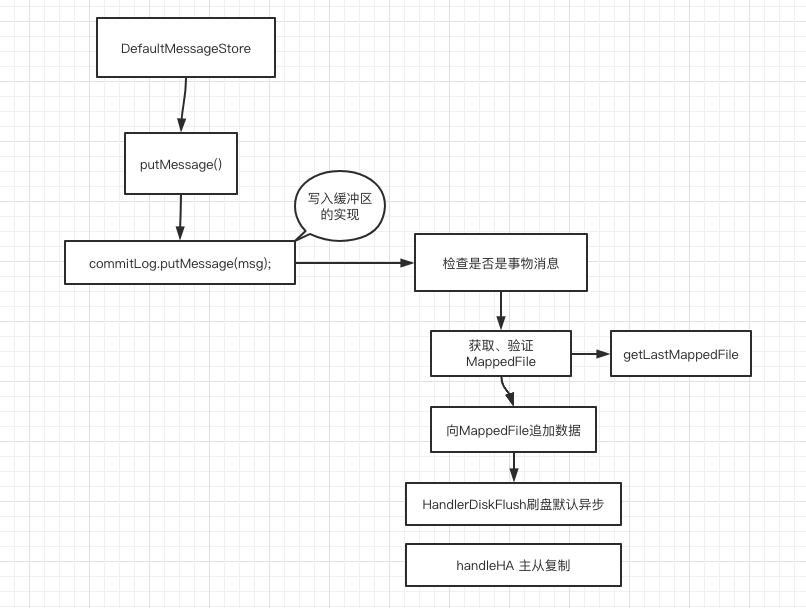 DefaultMessageStore
putMessage()
写入缓冲区
的实现
commitLog.putMessage(msg);
检查是否是事物消息
获取、验证
MappedFile
getLastMappedFile
向MappedFile追加数据
HandlerDiskFlush刷盘默认异步
handleHA 主从复制